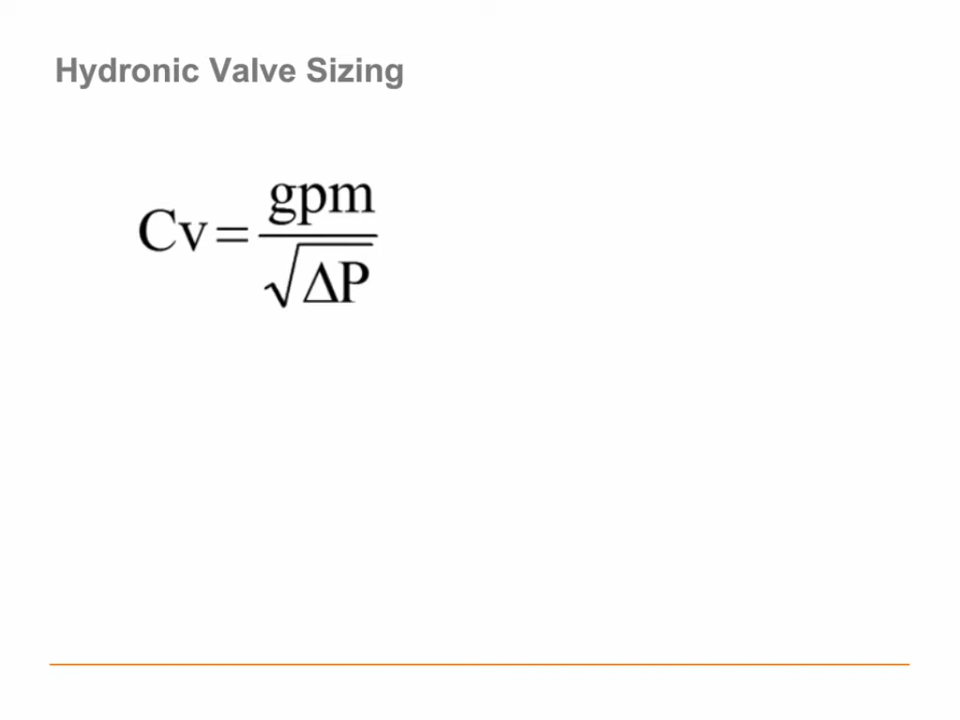 Hydronic Valve Sizing
Cv = gpm / √ΔP